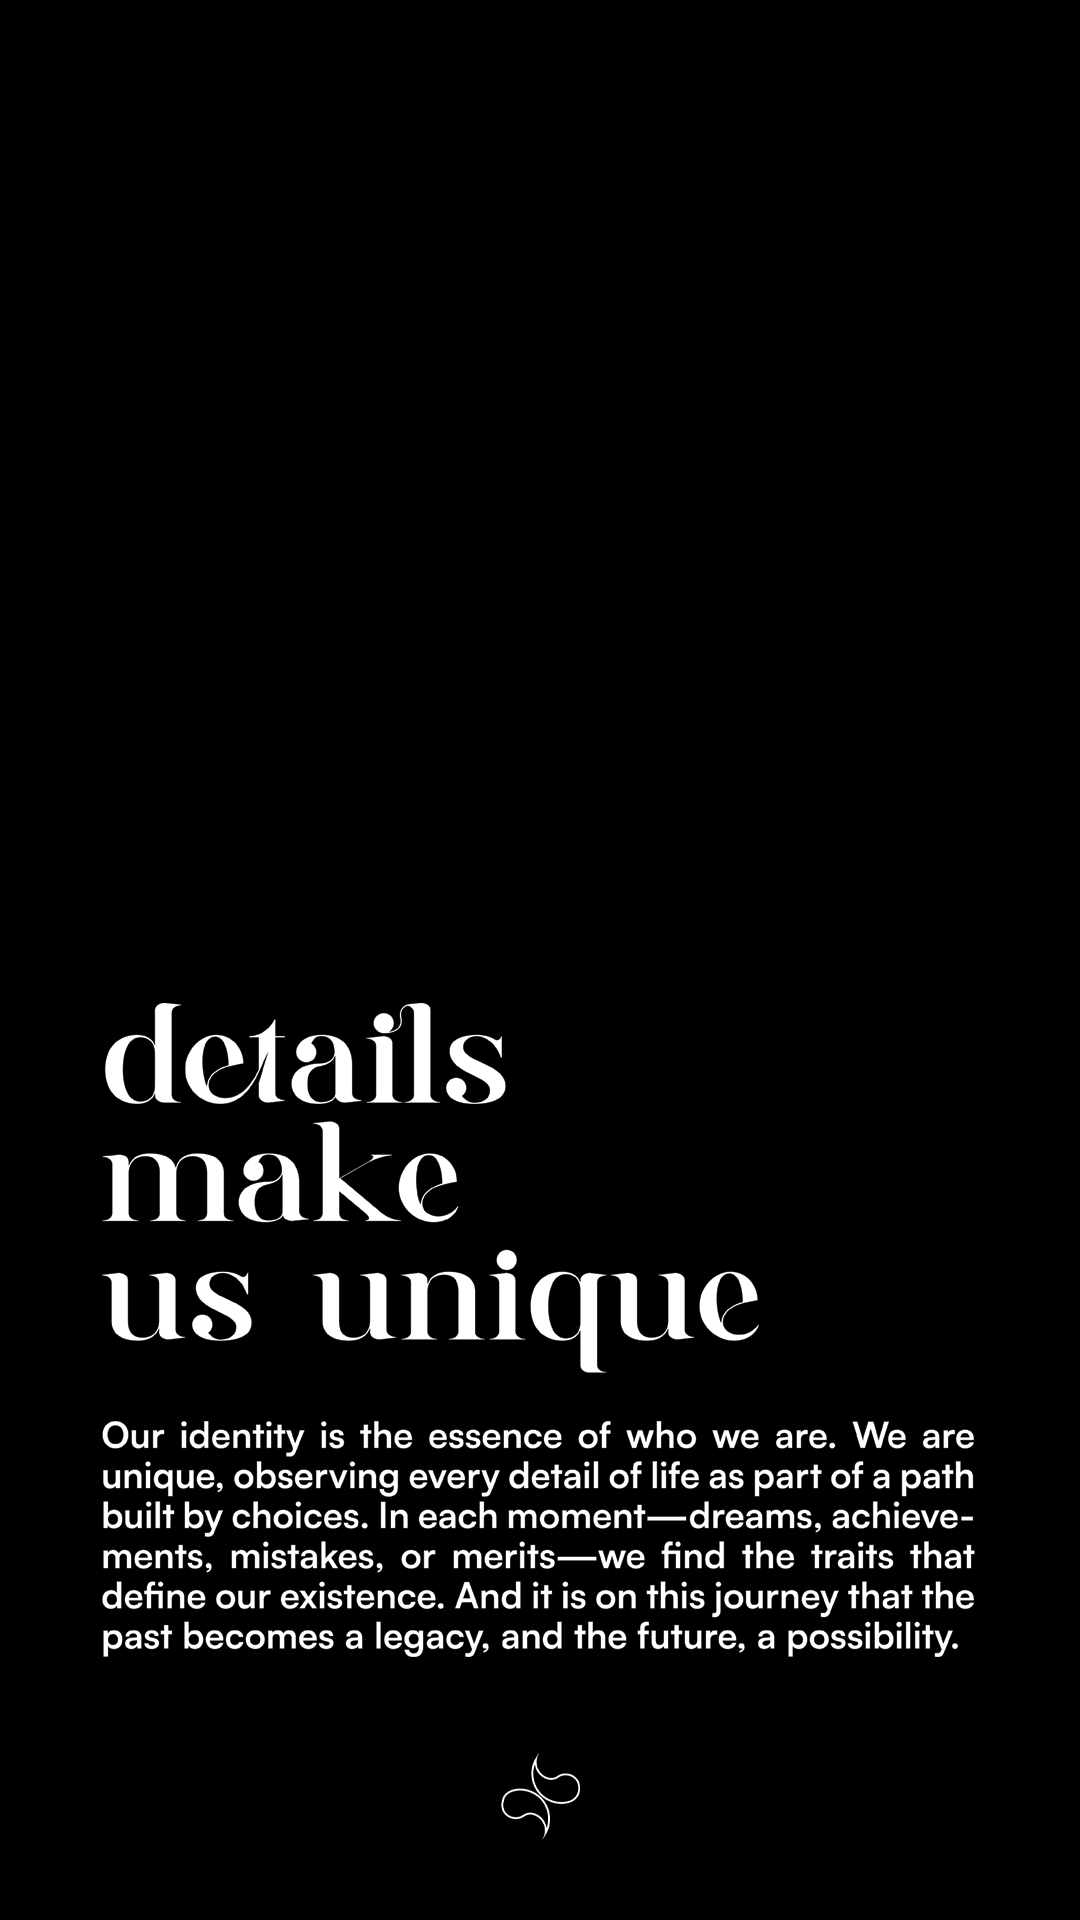 details
make
us unique
Our identity is the essence of who we are. We are
unique, observing every detail of life as part of a path
built by choices. In each moment—dreams, achieve-
ments, mistakes, or merits—we find the traits that
define our existence. And it is on this journey that the
past becomes a legacy, and the future, a possibility.